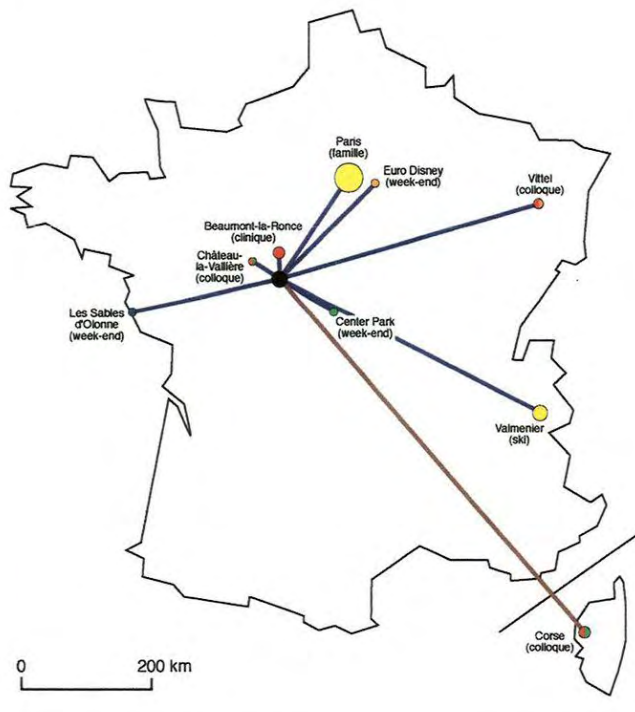 Paris
(famille)
Euro Disney
(week-end)
Vittel
(colloque)
Beaumont-la-Ronce
(clinique)
Château-
la-Vallière
(colloque)
Les Sables
d'Olonne
(week-end)
Center Park
(week-end)
Valmenier
(ski)
Corse
(colloque)
0 200 km